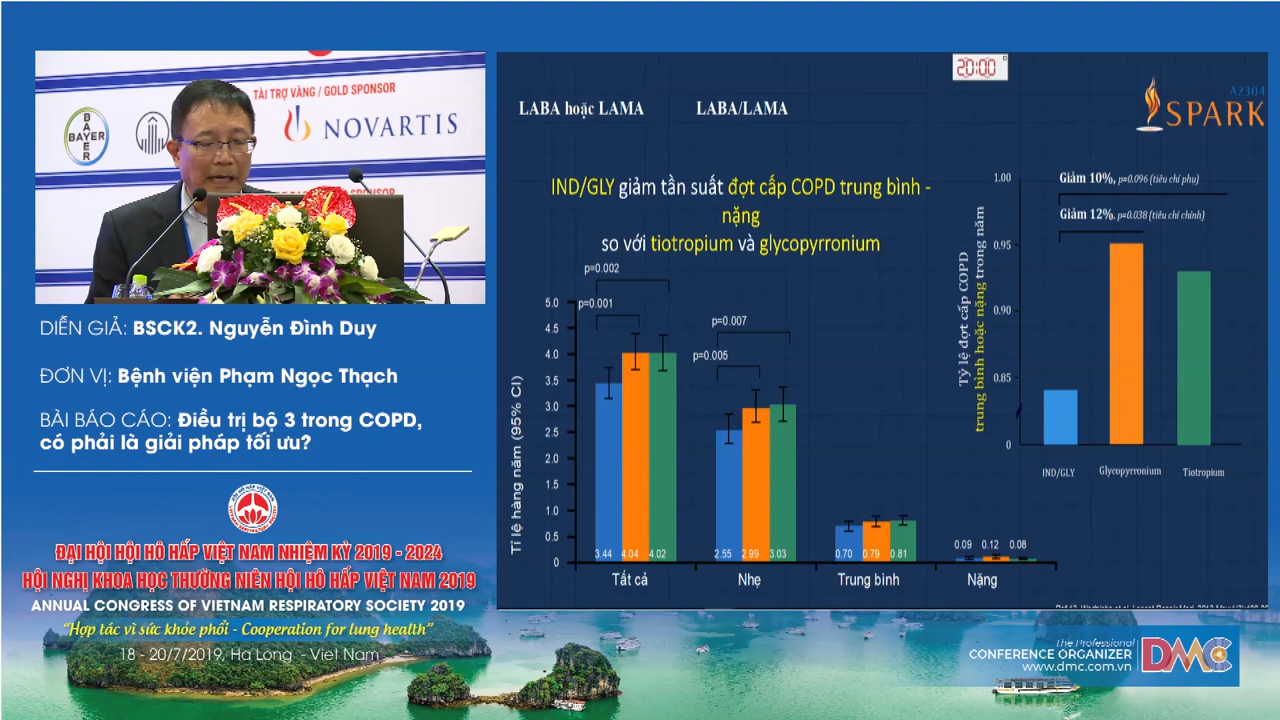 TÀI TRỢ VÀNG / GOLD SPONSOR
BAYER
BAYER
NOVARTIS
SPONSOR
DIỄN GIẢ: BSCK2. Nguyễn Đình Duy
ĐƠN VỊ: Bệnh viện Phạm Ngọc Thạch
BÀI BÁO CÁO: Điều trị bộ 3 trong COPD,
có phải là giải pháp tối ưu?
HỘI HÔ HẤP VIỆT NAM
ĐẠI HỘI HỘI HÔ HẤP VIỆT NAM NHIỆM KỲ 2019 - 2024
HỘI NGHỊ KHOA HỌC THƯỜNG NIÊN HỘI HÔ HẤP VIỆT NAM 2019
ANNUAL CONGRESS OF VIETNAM RESPIRATORY SOCIETY 2019
“Hợp tác vì sức khỏe phổi - Cooperation for lung health”
18 - 20/7/2019, Ha Long - Viet Nam
20:00
LABA hoặc LAMA
LABA/LAMA
A2304
SPARK
IND/GLY giảm tần suất đợt cấp COPD trung bình -
nặng
so với tiotropium và glycopyrronium
p=0.002
p=0.001
p=0.007
p=0.005
Tỉ lệ hàng năm (95% CI)
5.0
4.5
4.0
3.5
3.0
2.5
2.0
1.5
1.0
0.5
0
3.44 4.04 4.02
2.55 2.99 3.03
0.70 0.79 0.81
0.09 0.12 0.08
Tất cả
Nhẹ
Trung bình
Nặng
Tỷ lệ đợt cấp COPD
trung bình hoặc nặng trong năm
1.00
0.95
0.90
0.85
0
Giảm 10%, p=0.096 (tiêu chí phụ)
Giảm 12%, p=0.038 (tiêu chí chính)
IND/GLY
Glycopyrronium
Tiotropium
The Professional
CONFERENCE ORGANIZER
www.dmc.com.vn
DMC